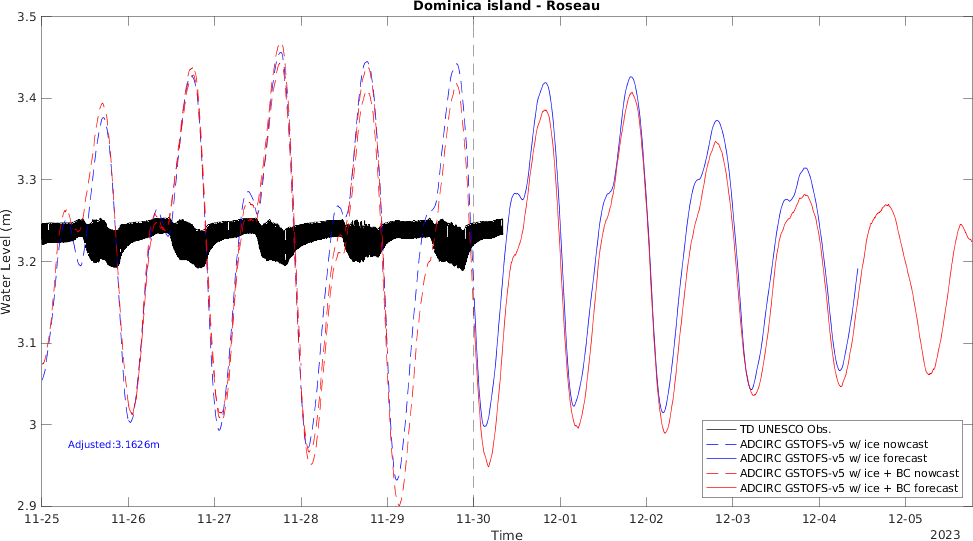 Dominica island - Roseau
3.5
3.4
3.3
3.2
3.1
3
2.9
Water Level (m)
Adjusted:3.1626m
TD UNESCO Obs.
ADCIRC GSTOFS-v5 w/ ice nowcast
ADCIRC GSTOFS-v5 w/ ice forecast
ADCIRC GSTOFS-v5 w/ ice + BC nowcast
ADCIRC GSTOFS-v5 w/ ice + BC forecast
11-25 11-26 11-27 11-28 11-29 11-30 12-01 12-02 12-03 12-04 12-05
Time
2023